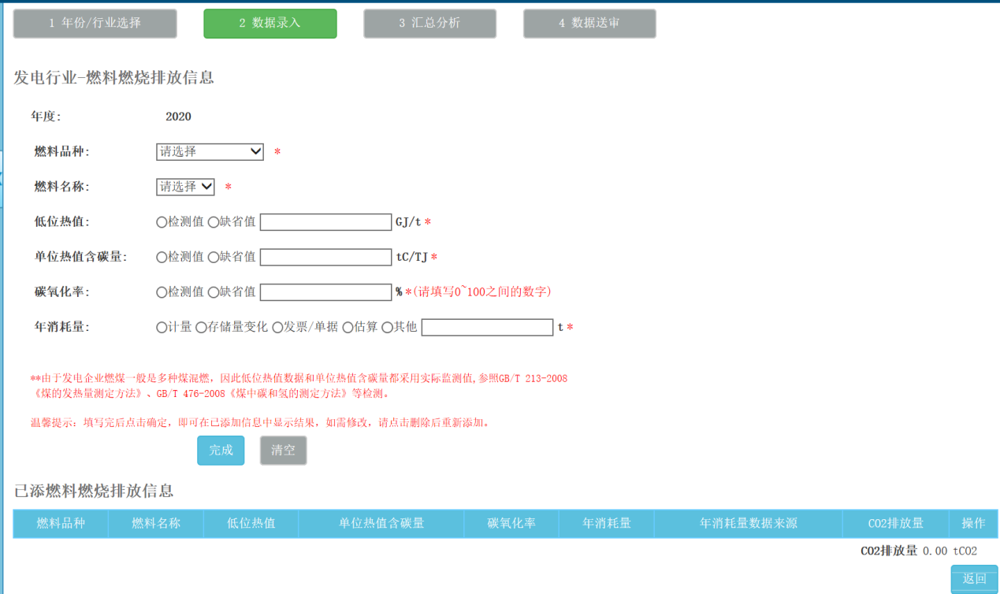 1 年份/行业选择 2 数据录入 3 汇总分析 4 数据送审
发电行业-燃料燃烧排放信息
年度: 2020
燃料品种: 请选择 *
燃料名称: 请选择 *
低位热值: 检测值 缺省值 GJ/t *
单位热值含碳量: 检测值 缺省值 tC/TJ *
碳氧化率: 检测值 缺省值 % *(请填写0~100之间的数字)
年消耗量: 计量 存储量变化 发票/单据 估算 其他 t *
**由于发电企业燃煤一般是多种煤混燃，因此低位热值数据和单位热值含碳量都采用实际监测值,参照GB/T 213-2008
《煤的发热量测定方法》、GB/T 476-2008《煤中碳和氢的测定方法》等检测。
温馨提示：填写完后点击确定，即可在已添加信息中显示结果，如需修改，请点击删除后重新添加。
完成 清空
已添燃料燃烧排放信息
燃料品种 燃料名称 低位热值 单位热值含碳量 碳氧化率 年消耗量 年消耗量数据来源 CO2排放量 操作
CO2排放量 0.00 tCO2
返回